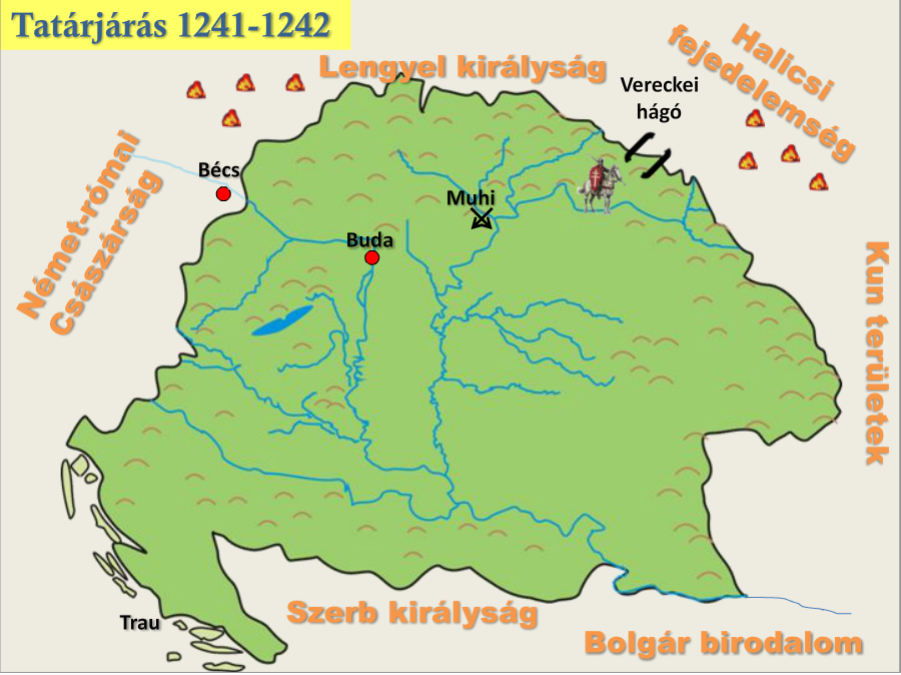 Tatárjárás 1241-1242
Lengyel királyság
Halicsi
fejedelemség
Vereckei
hágó
Német-római
Császárság
Bécs
Muhi
Buda
Kun területek
Trau
Szerb királyság
Bolgár birodalom